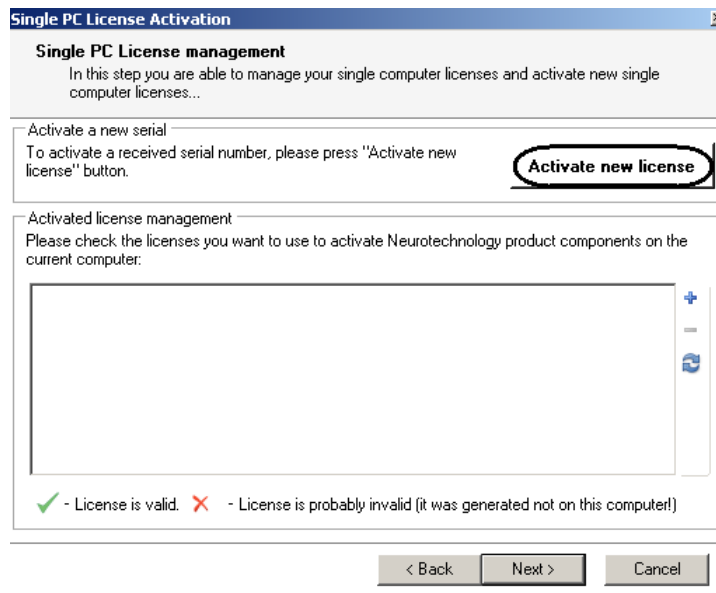 Single PC License Activation
Single PC License management
In this step you are able to manage your single computer licenses and activate new single
computer licenses...
Activate a new serial
To activate a received serial number, please press "Activate new
license" button.
Activate new license
Activated license management
Please check the licenses you want to use to activate Neurotechnology product components on the
current computer:
- License is valid. - License is probably invalid (it was generated not on this computer!)
< Back Next > Cancel